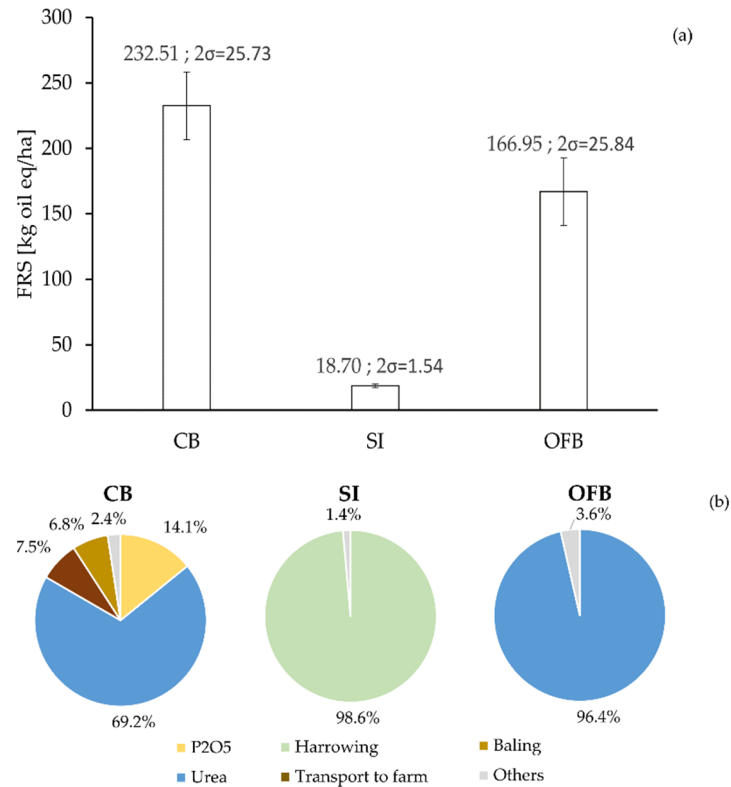 300
(a)
232.51 ; 2σ=25.73
250
200
166.95 ; 2σ=25.84
FRS [kg oil eq/ha]
150
100
50
18.70 ; 2σ=1.54
0
CB
SI
OFB
CB
SI
OFB
(b)
6.8%
2.4%
14.1%
1.4%
3.6%
7.5%
69.2%
98.6%
96.4%
P2O5
Harrowing
Baling
Urea
Transport to farm
Others